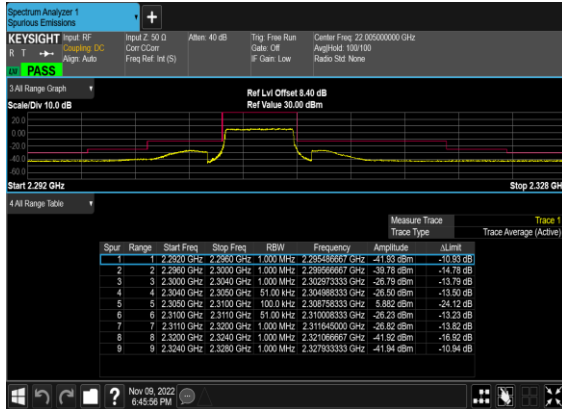 Spectrum Analyzer 1
Spurious Emissions
KEYSIGHT Input: RF Input Z: 50 Ω Atten: 40 dB Trig: Free Run Center Freq: 22.005000000 GHz
R T Coupling: DC Corr CCorr Gate: Off Avg|Hold: 100/100
Align: Auto Freq Ref: Int (S) IF Gain: Low Radio Std: None
PASS
3 All Range Graph
Ref Lvl Offset 8.40 dB
Scale/Div 10.0 dB Ref Value 30.00 dBm
20.0
10.0
0.00
-20.0
-40.0
-60.0
Start 2.292 GHz Stop 2.328 GH
4 All Range Table
Measure Trace Trace 1
Trace Type Trace Average (Active)
Spur Range Start Freq Stop Freq RBW Frequency Amplitude ΔLimit
1 1 2.2920 GHz 2.2960 GHz 1.000 MHz 2.295486667 GHz -41.93 dBm -10.93 dB
2 2 2.2960 GHz 2.3000 GHz 1.000 MHz 2.299566667 GHz -39.78 dBm -14.78 dB
3 3 2.3000 GHz 2.3040 GHz 1.000 MHz 2.302973333 GHz -26.79 dBm -13.79 dB
4 4 2.3040 GHz 2.3050 GHz 51.00 kHz 2.304988333 GHz -26.50 dBm -13.50 dB
5 5 2.3050 GHz 2.3100 GHz 100.0 kHz 2.308758333 GHz 5.882 dBm -24.12 dB
6 6 2.3100 GHz 2.3110 GHz 51.00 kHz 2.310008333 GHz -26.23 dBm -13.23 dB
7 7 2.3110 GHz 2.3200 GHz 1.000 MHz 2.311645000 GHz -26.82 dBm -13.82 dB
8 8 2.3200 GHz 2.3240 GHz 1.000 MHz 2.321066667 GHz -41.92 dBm -16.92 dB
9 9 2.3240 GHz 2.3280 GHz 1.000 MHz 2.327933333 GHz -41.94 dBm -10.94 dB
?
Nov 09, 2022
6:45:56 PM